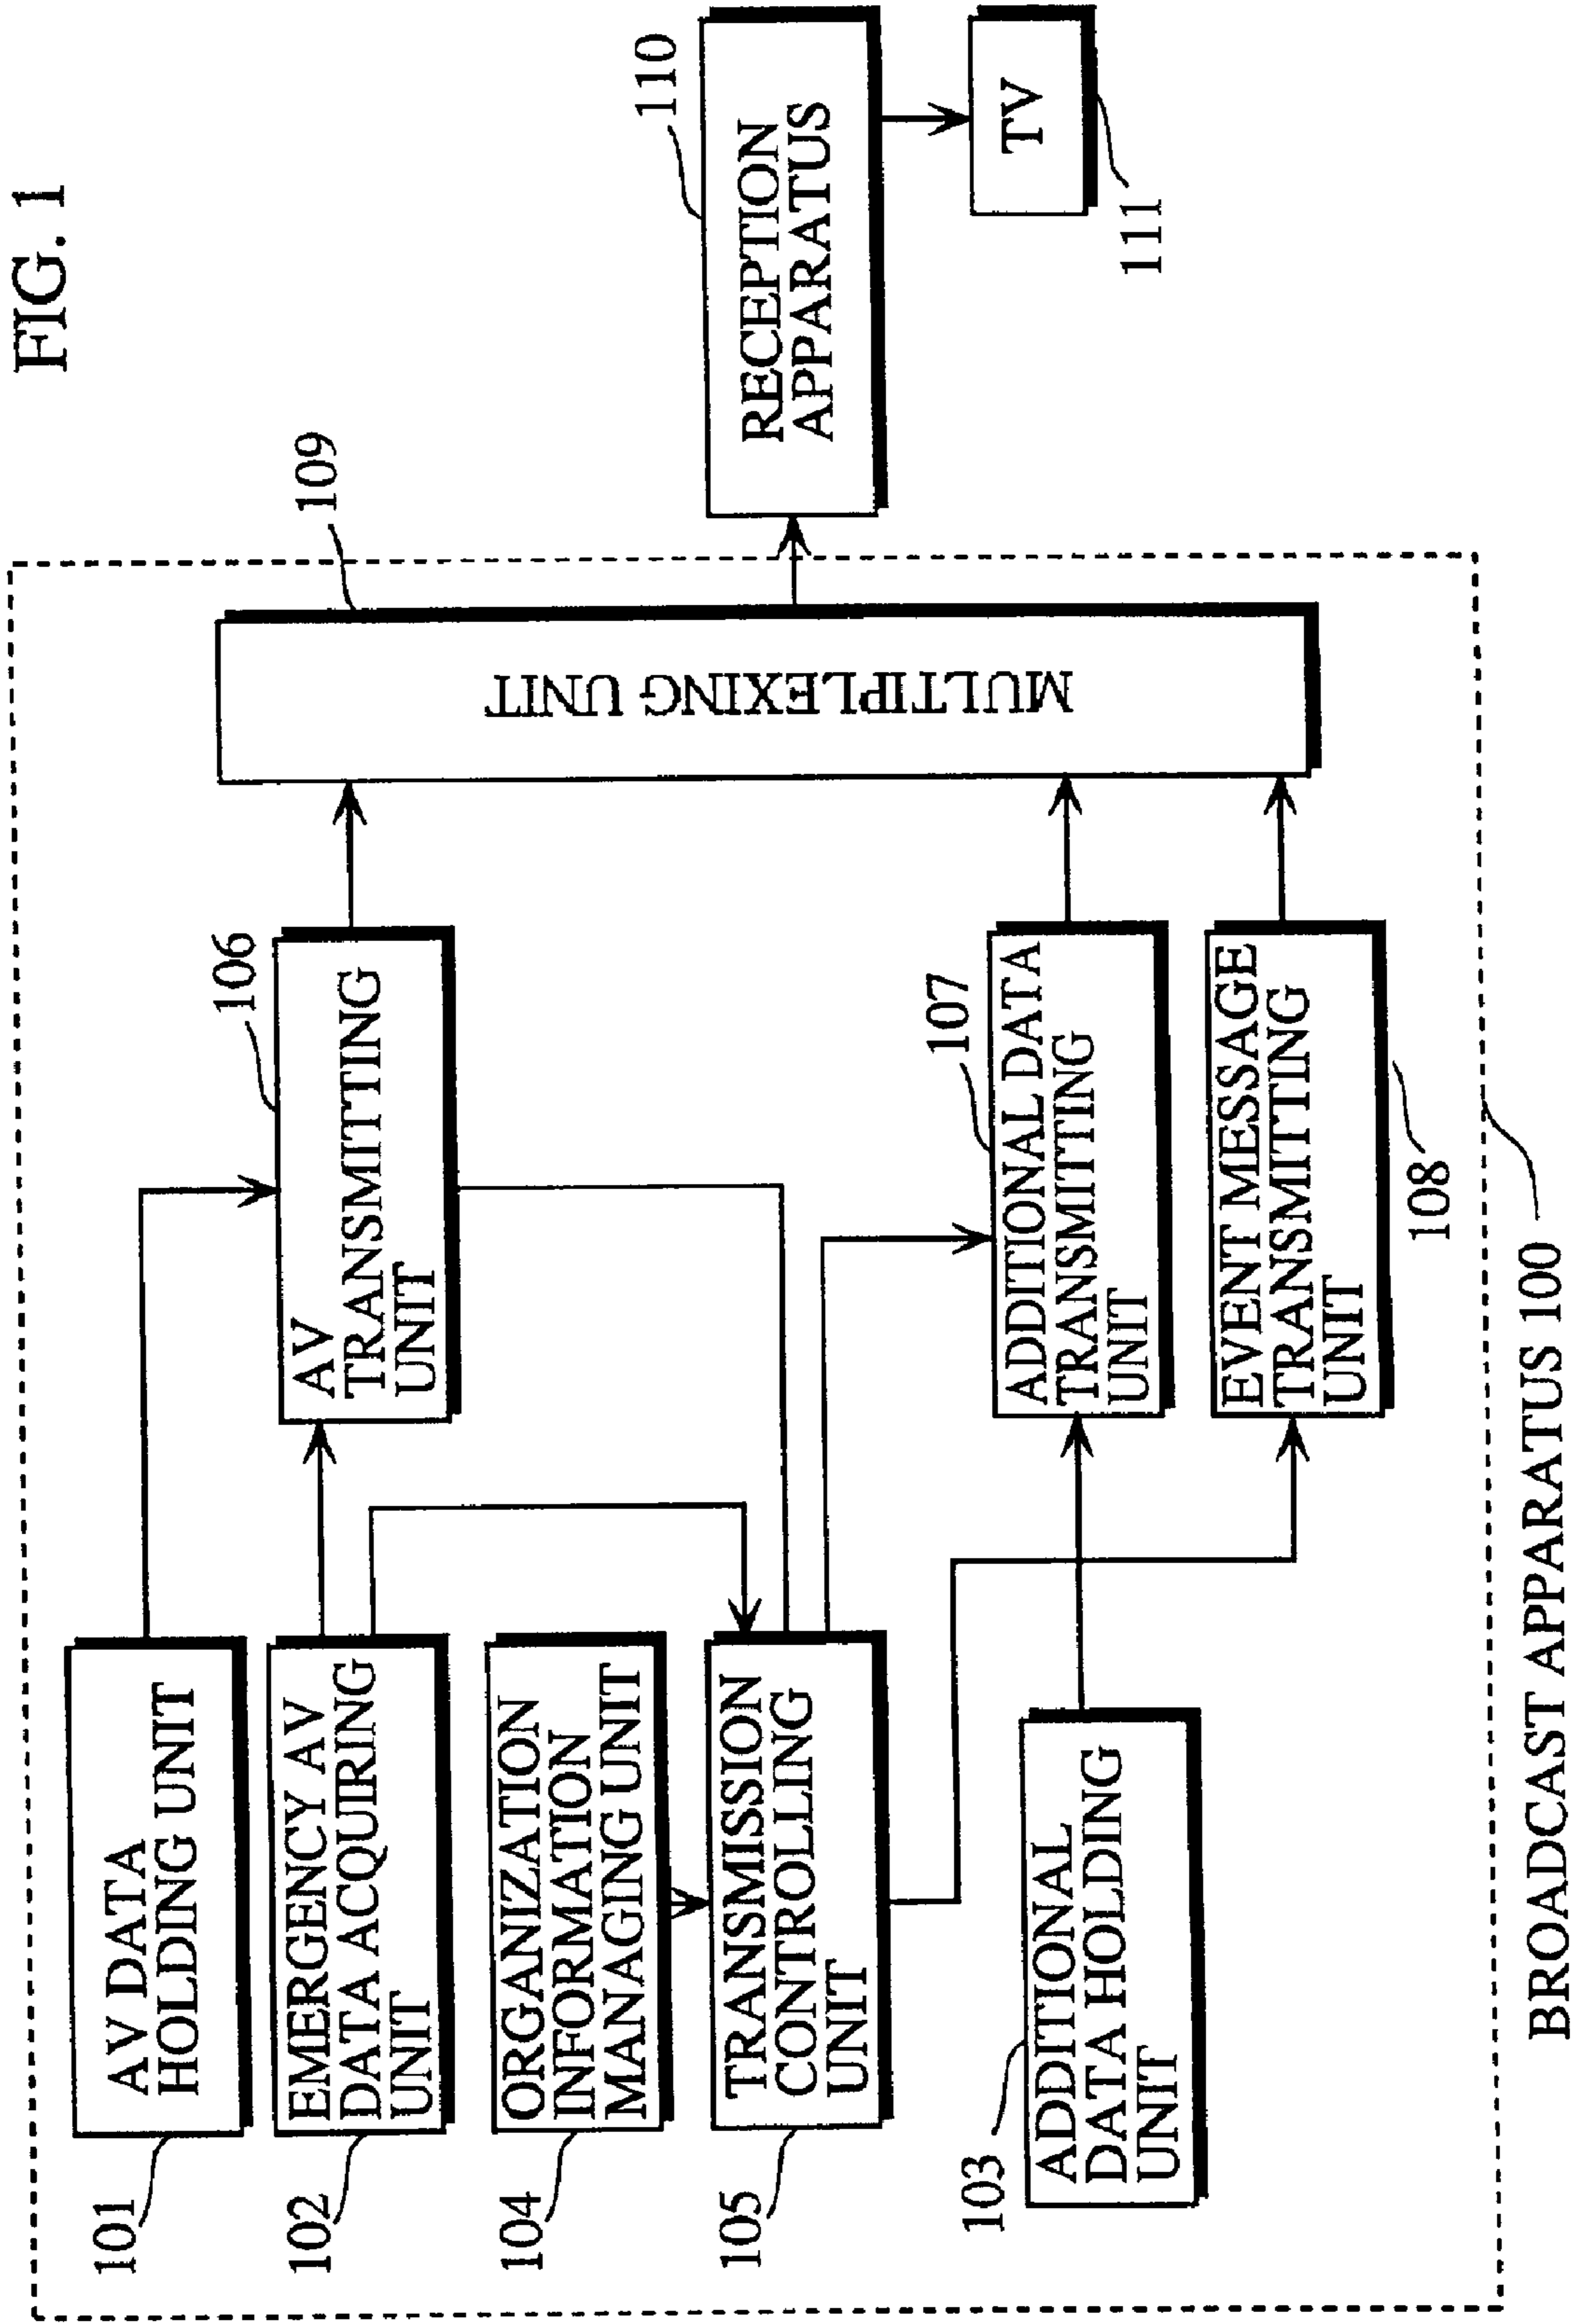 FIG. 1
101
AV DATA
HOLDING UNIT
102
EMERGENCY AV
DATA ACQUIRING
UNIT
104
ORGANIZATION
INFORMATION
MANAGING UNIT
105
TRANSMISSION
CONTROLLING
UNIT
103
ADDITIONAL
DATA HOLDING
UNIT
106
AV
TRANSMITTING
UNIT
107
ADDITIONAL DATA
TRANSMITTING
UNIT
EVENT MESSAGE
TRANSMITTING
UNIT
108
109
MULTIPLEXING UNIT
110
RECEPTION
APPARATUS
TV
111
BROADCAST APPARATUS 100